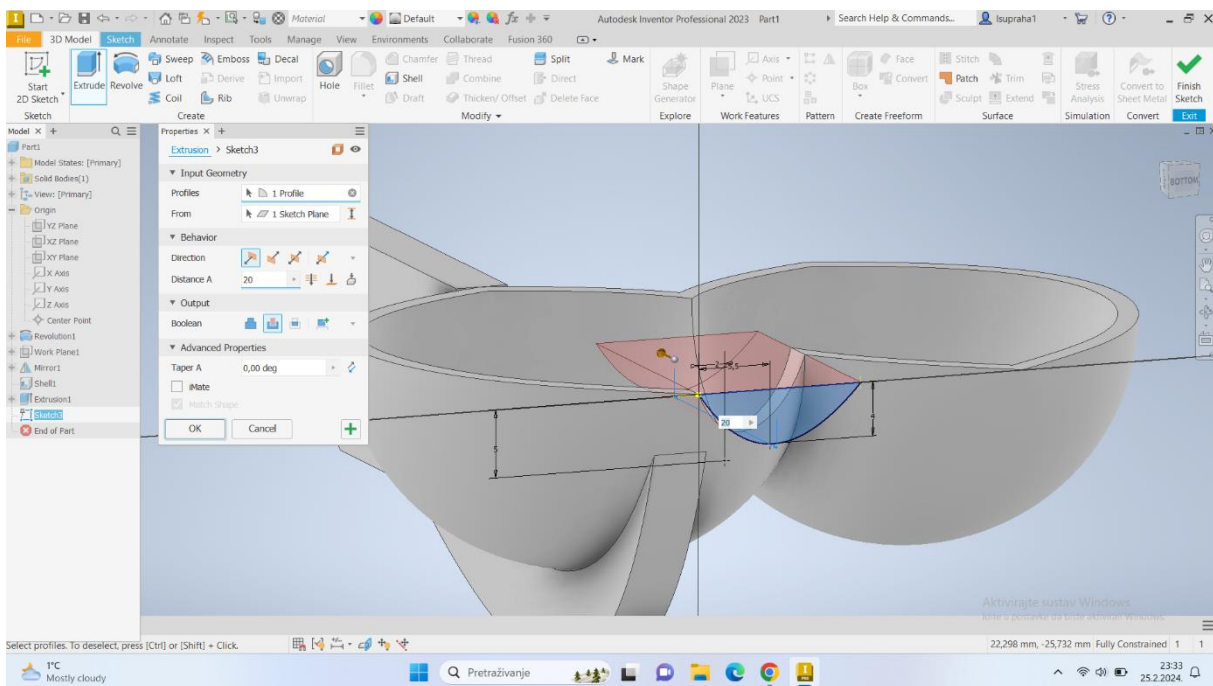 Material
Default
Autodesk Inventor Professional 2023 Part1
Search Help & Commands...
lsupraha1
File 3D Model Sketch Annotate Inspect Tools Manage View Environments Collaborate Fusion 360
Start 2D Sketch
Extrude
Revolve
Sweep Emboss Decal
Loft Derive Import
Coil Rib Unwrap
Hole
Fillet
Chamfer Thread Split
Shell Combine Direct
Draft Thicken/ Offset Delete Face
Mark
Shape Generator
Plane
Axis
Point
UCS
Box
Face
Convert
Stitch
Patch Trim
Sculpt Extend
Stress Analysis
Convert to Sheet Metal
Finish Sketch
Sketch Create Modify Explore Work Features Pattern Create Freeform Surface Simulation Convert Exit
Model
Part1
Model States: [Primary]
Solid Bodies(1)
View: [Primary]
Origin
YZ Plane
XZ Plane
XY Plane
X Axis
Y Axis
Z Axis
Center Point
Revolution1
Work Plane1
Mirror1
Shell1
Extrusion1
Sketch3
End of Part
Properties
Extrusion > Sketch3
Input Geometry
Profiles 1 Profile
From 1 Sketch Plane
Behavior
Direction
Distance A 20
Output
Boolean
Advanced Properties
Taper A 0,00 deg
iMate
Match Shape
OK Cancel
BOTTOM
20
5
Aktivirajte sustav Windows
Select profiles. To deselect, press [Ctrl] or [Shift] + Click.
22,298 mm, -25,732 mm Fully Constrained 1 1
1°C
Mostly cloudy
Pretraživanje
23:33
25.2.2024.